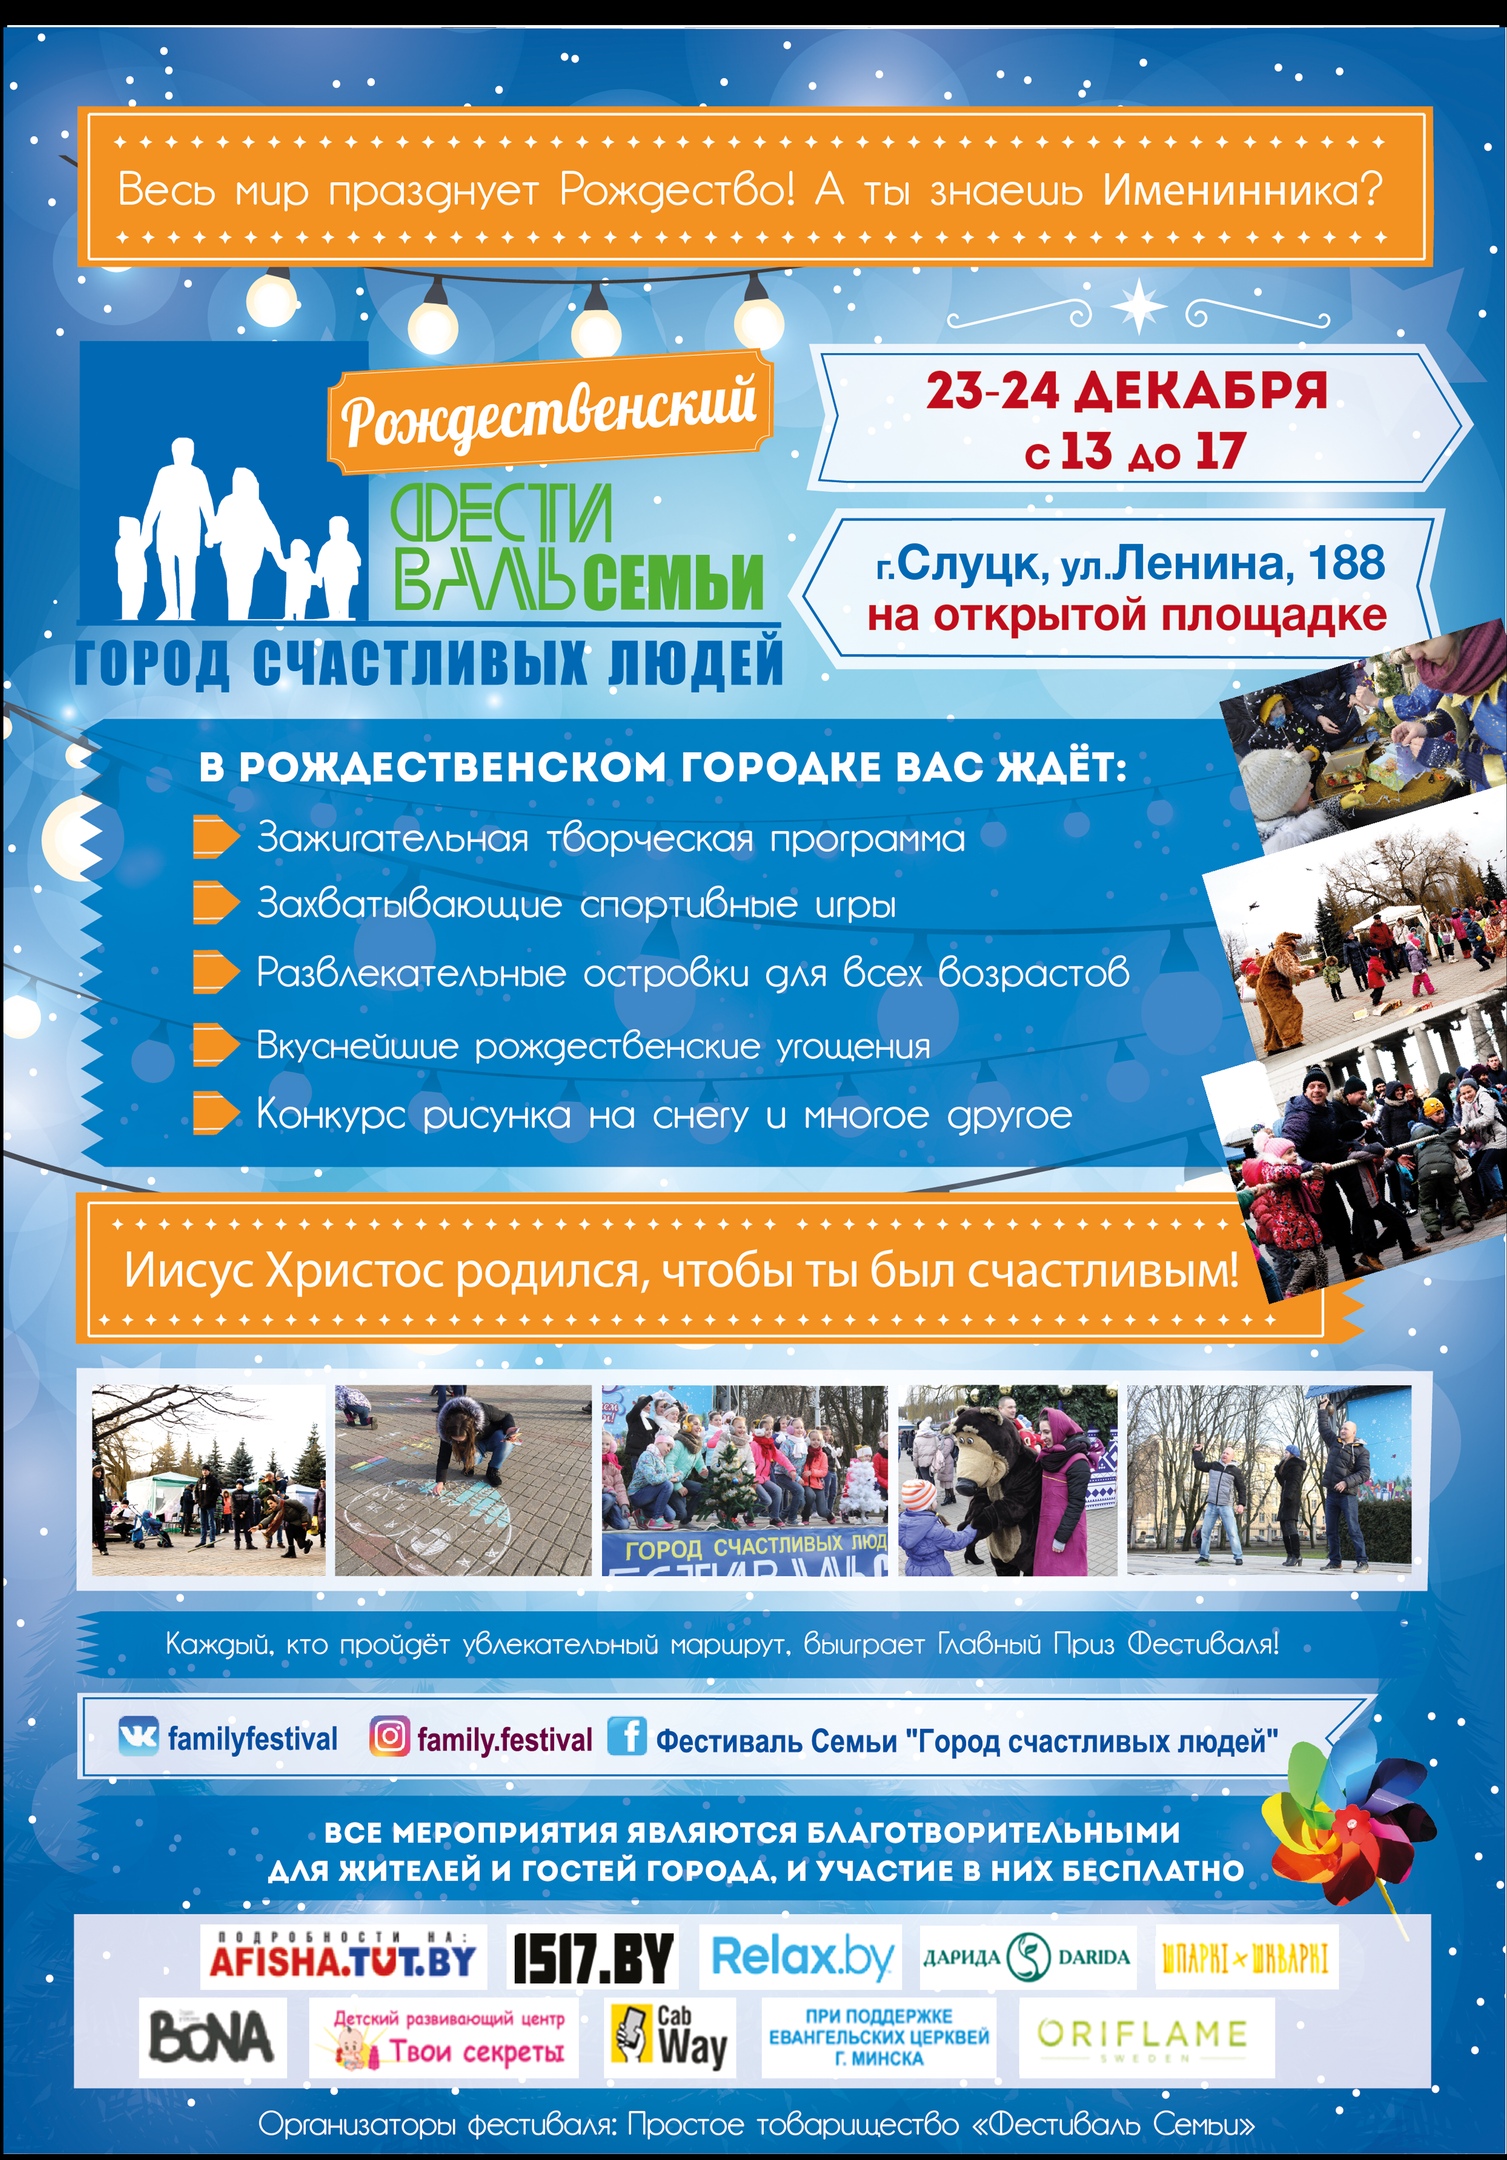 Весь мир празднует Рождество! А ты знаешь Именинника?
Рождественский
ФЕСТИ
ВАЛЬ СЕМЬИ
ГОРОД СЧАСТЛИВЫХ ЛЮДЕЙ
23-24 ДЕКАБРЯ
с 13 до 17
г.Слуцк, ул.Ленина, 188
на открытой площадке
В РОЖДЕСТВЕНСКОМ ГОРОДКЕ ВАС ЖДЁТ:
Зажигательная творческая программа
Захватывающие спортивные игры
Развлекательные островки для всех возрастов
Вкуснейшие рождественские угощения
Конкурс рисунка на снегу и многое другое
Иисус Христос родился, чтобы ты был счастливым!
ГОРОД СЧАСТЛИВЫХ ЛЮД
Каждый, кто пройдёт увлекательный маршрут, выиграет Главный Приз Фестиваля!
familyfestival family.festival Фестиваль Семьи "Город счастливых людей"
ВСЕ МЕРОПРИЯТИЯ ЯВЛЯЮТСЯ БЛАГОТВОРИТЕЛЬНЫМИ
ДЛЯ ЖИТЕЛЕЙ И ГОСТЕЙ ГОРОДА, И УЧАСТИЕ В НИХ БЕСПЛАТНО
ПОДРОБНОСТИ НА:
AFISHA.TUT.BY 1517.BY Relax.by ДАРИДА DARIDA ШПАРКІ × ШКВАРКІ
BONA
Детский развивающий центр
Твои секреты
Cab
Way
ПРИ ПОДДЕРЖКЕ
ЕВАНГЕЛЬСКИХ ЦЕРКВЕЙ
Г. МИНСКА
ORIFLAME
SWEDEN
Организаторы фестиваля: Простое товарищество «Фестиваль Семьи»